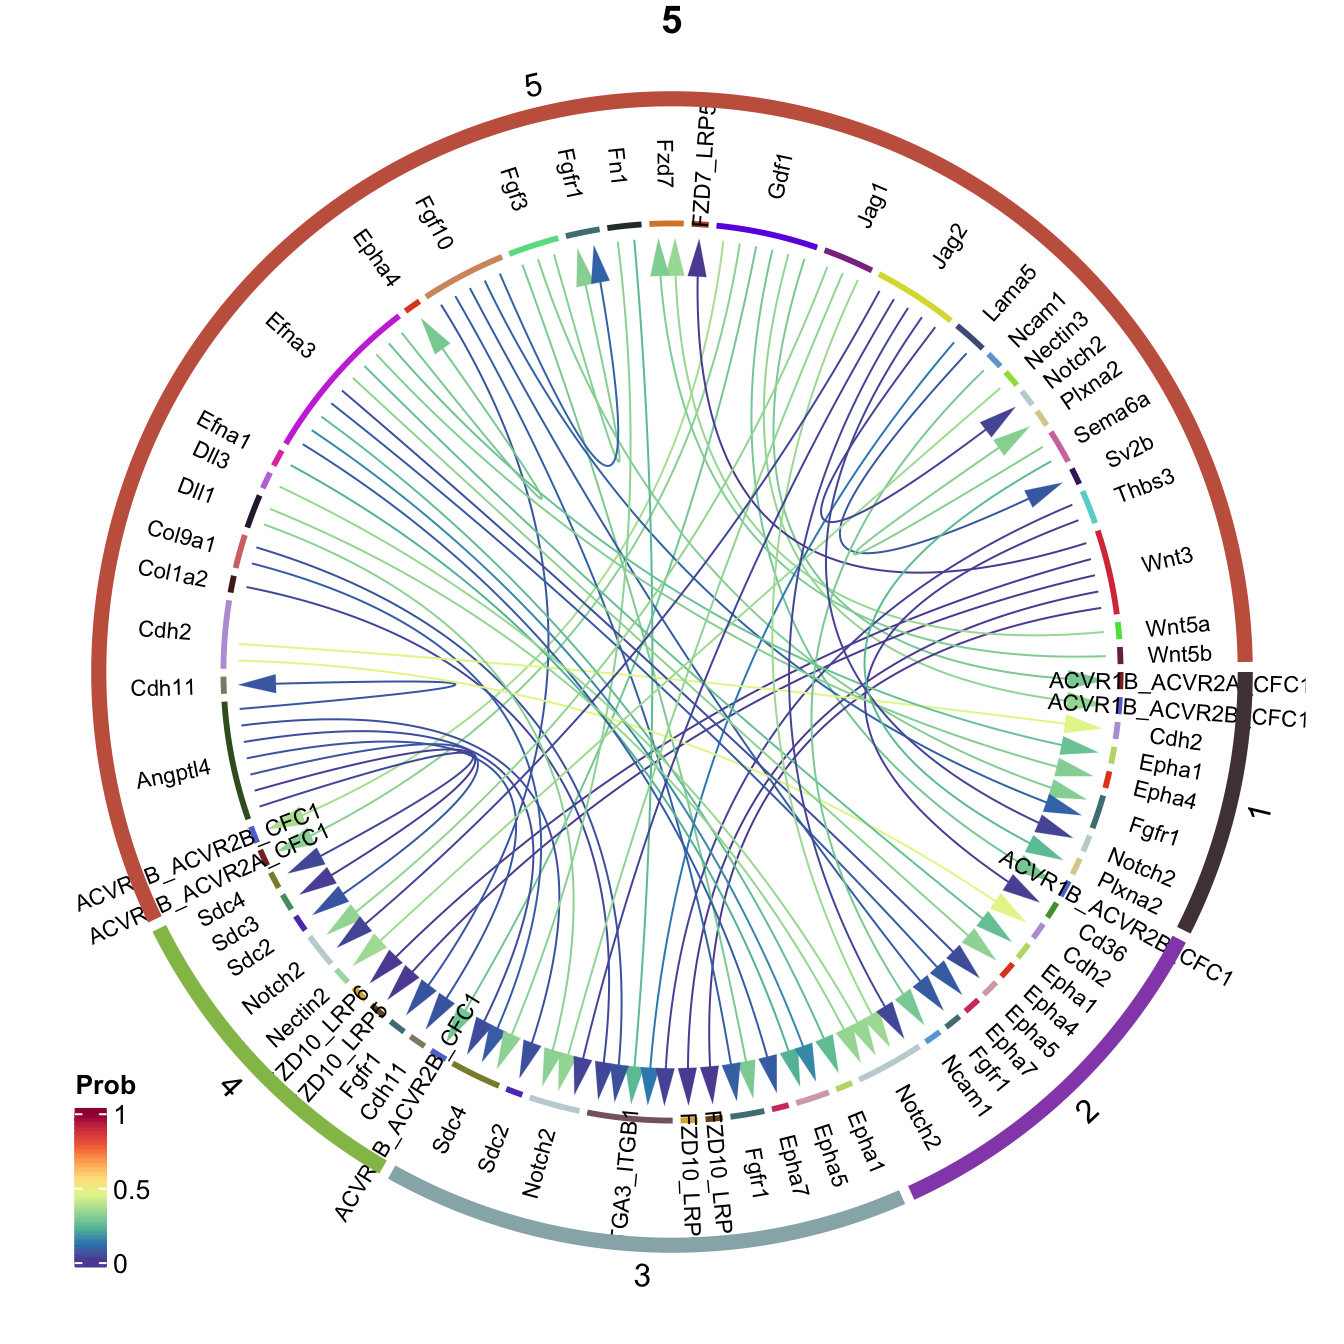 5
5
Fgf3
Fgfr1
Fn1
Fzd7
FZD7_LRP5
Gdf1
Jag1
Jag2
Lama5
Ncam1
Nectin3
Notch2
Plxna2
Sema6a
Sv2b
Thbs3
Wnt3
Wnt5a
Wnt5b
ACVR1B_ACVR2A_CFC1
ACVR1B_ACVR2B_CFC1
Cdh2
Epha1
Epha4
Fgfr1
Notch2
Plxna2
1
ACVR1B_ACVR2B_CFC1
Cd36
Cdh2
Epha1
Epha4
Epha5
Epha7
Fgfr1
Ncam1
Notch2
2
Epha1
Epha5
Epha7
Fgfr1
FZD10_LRP
FZD10_LRP
GA3_ITGB1
Notch2
Sdc2
Sdc4
ACVR1B_ACVR2B_CFC1
3
Cdh11
Fgfr1
ZD10_LRP5
ZD10_LRP6
Nectin2
Notch2
Sdc2
Sdc3
Sdc4
ACVR1B_ACVR2A_CFC1
ACVR1B_ACVR2B_CFC1
4
Angptl4
Cdh11
Cdh2
Col1a2
Col9a1
Dll1
Dll3
Efna1
Efna3
Epha4
Fgf10
Prob
1
0.5
0